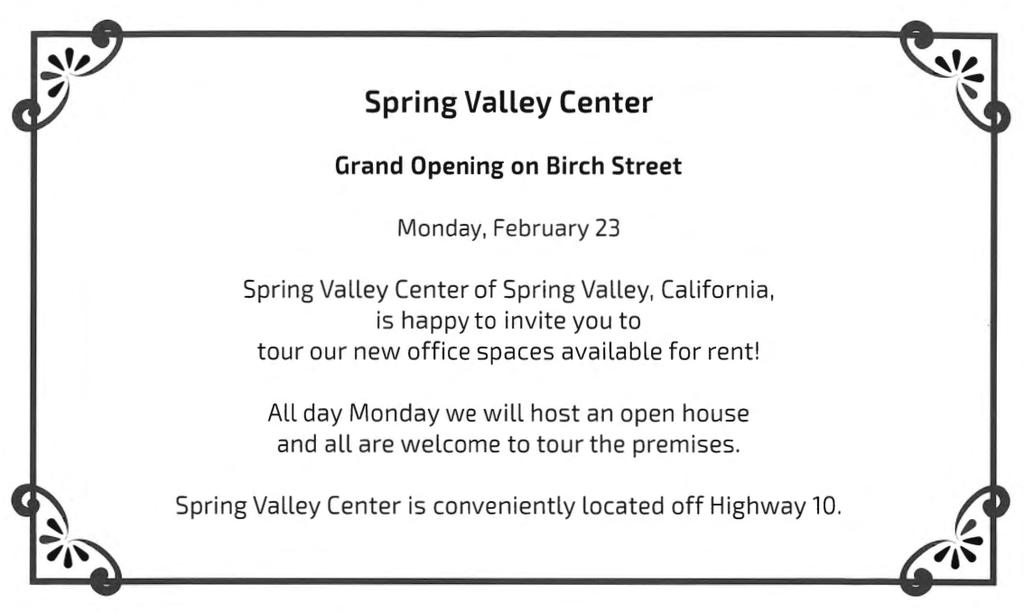 Spring Valley Center
Grand Opening on Birch Street
Monday, February 23
Spring Valley Center of Spring Valley, California,
is happy to invite you to
tour our new office spaces available for rent!
All day Monday we will host an open house
and all are welcome to tour the premises.
Spring Valley Center is conveniently located off Highway 10.